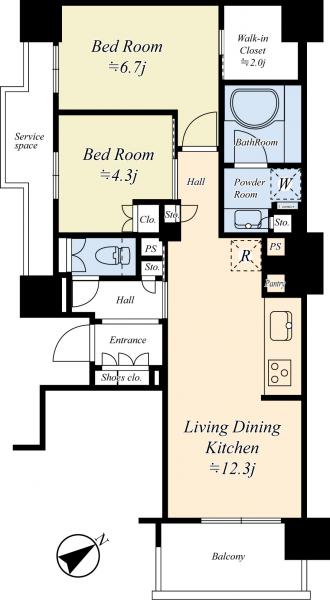 Bed Room
≒6.7j
Walk-in
Closet
≒2.0j
Service
space
Bed Room
≒4.3j
BathRoom
Hall
Powder
Room
W
Clo.
Sto.
Sto.
PS
Sto.
R
PS
Pantry
Hall
Entrance
Shoes clo.
Living Dining
Kitchen
≒12.3j
N
Balcony